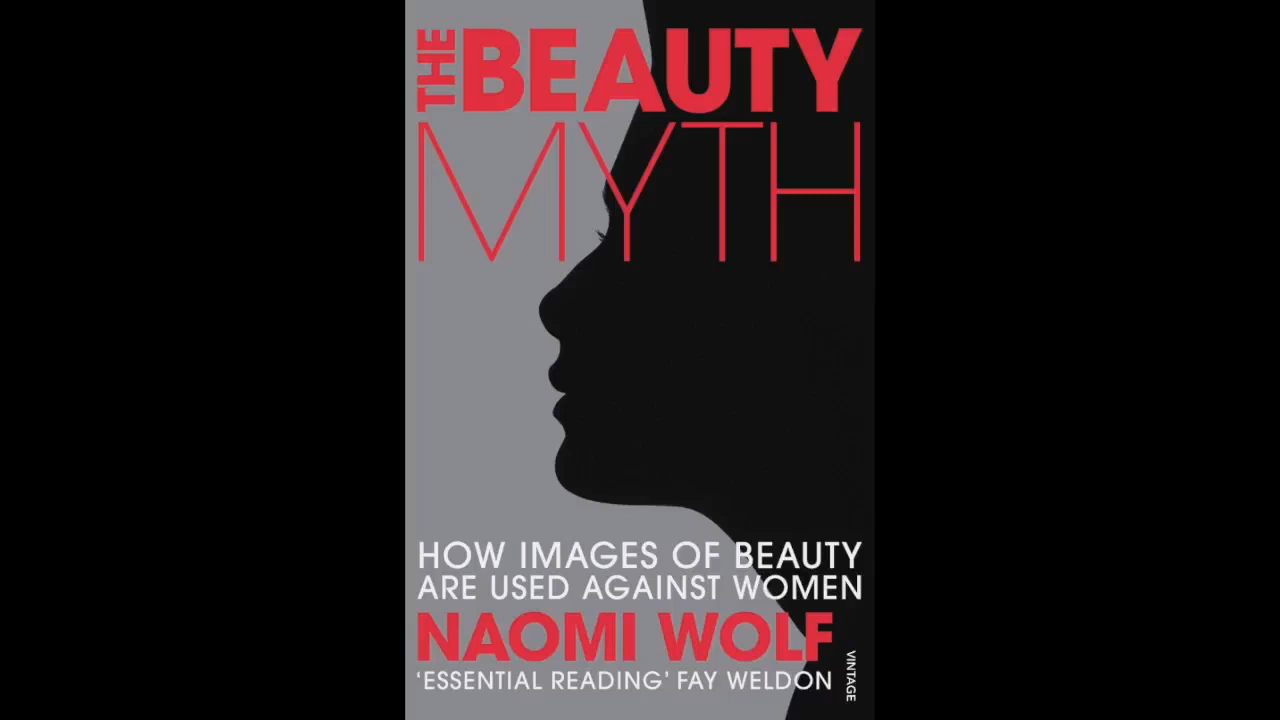 THE BEAUTY
MYTH
HOW IMAGES OF BEAUTY
ARE USED AGAINST WOMEN
NAOMI WOLF
‘ESSENTIAL READING’ FAY WELDON
VINTAGE